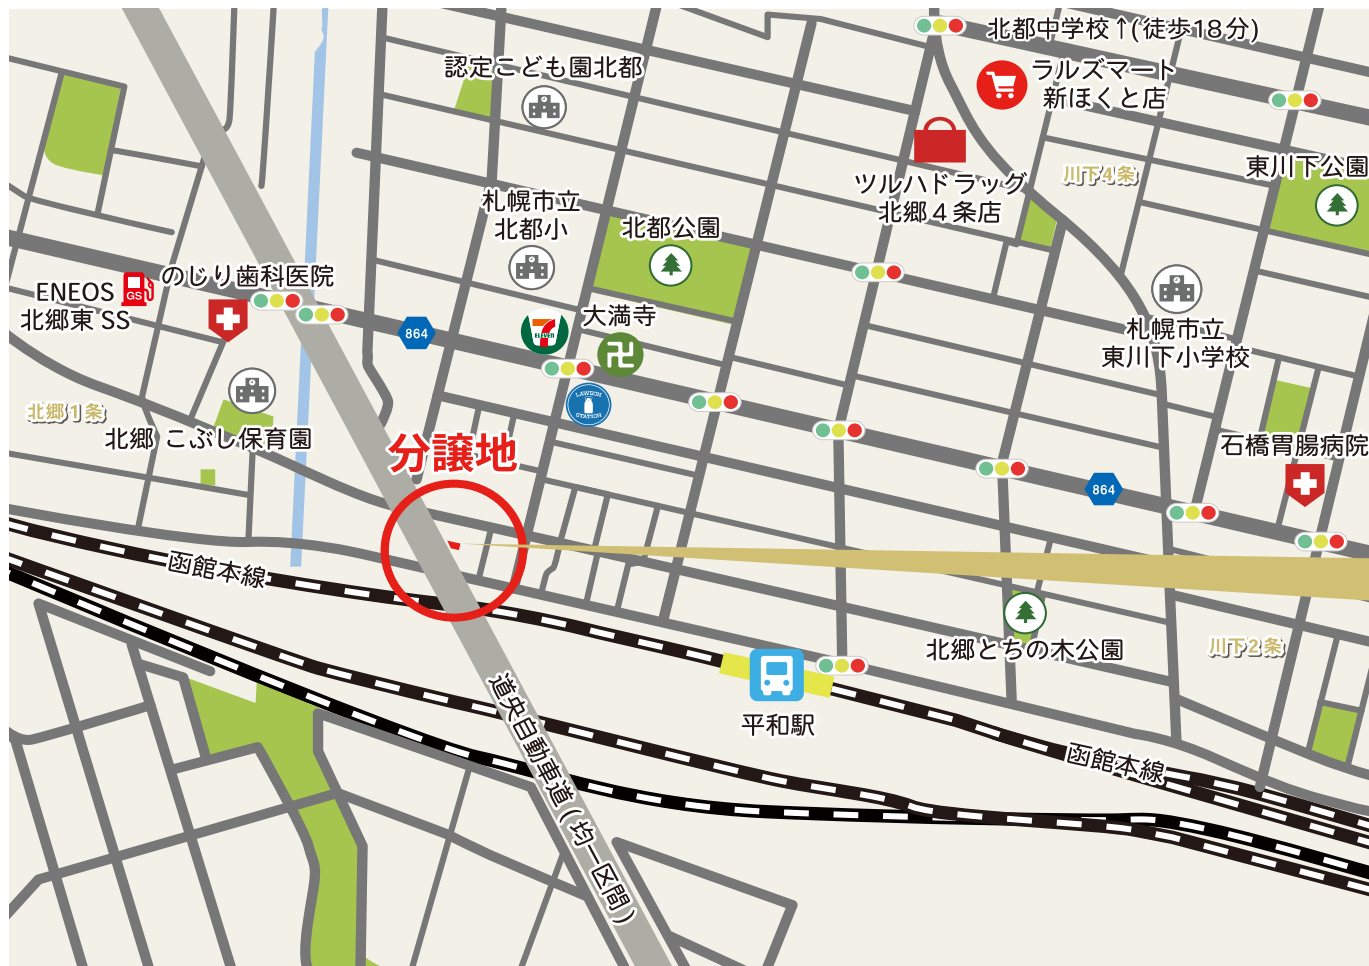 北都中学校↑(徒歩18分)
認定こども園北都
ラルズマート
新ほくと店
東川下公園
川下4条
ツルハドラッグ
北郷４条店
札幌市立
北都小
北都公園
のじり歯科医院
ENEOS
北郷東 SS
GS
864
大満寺
7
ELEVEN
LAWSON
STATION
札幌市立
東川下小学校
北郷1条
北郷 こぶし保育園
分譲地
石橋胃腸病院
864
函館本線
北郷とちの木公園
川下2条
平和駅
函館本線
道央自動車道（均一区間）